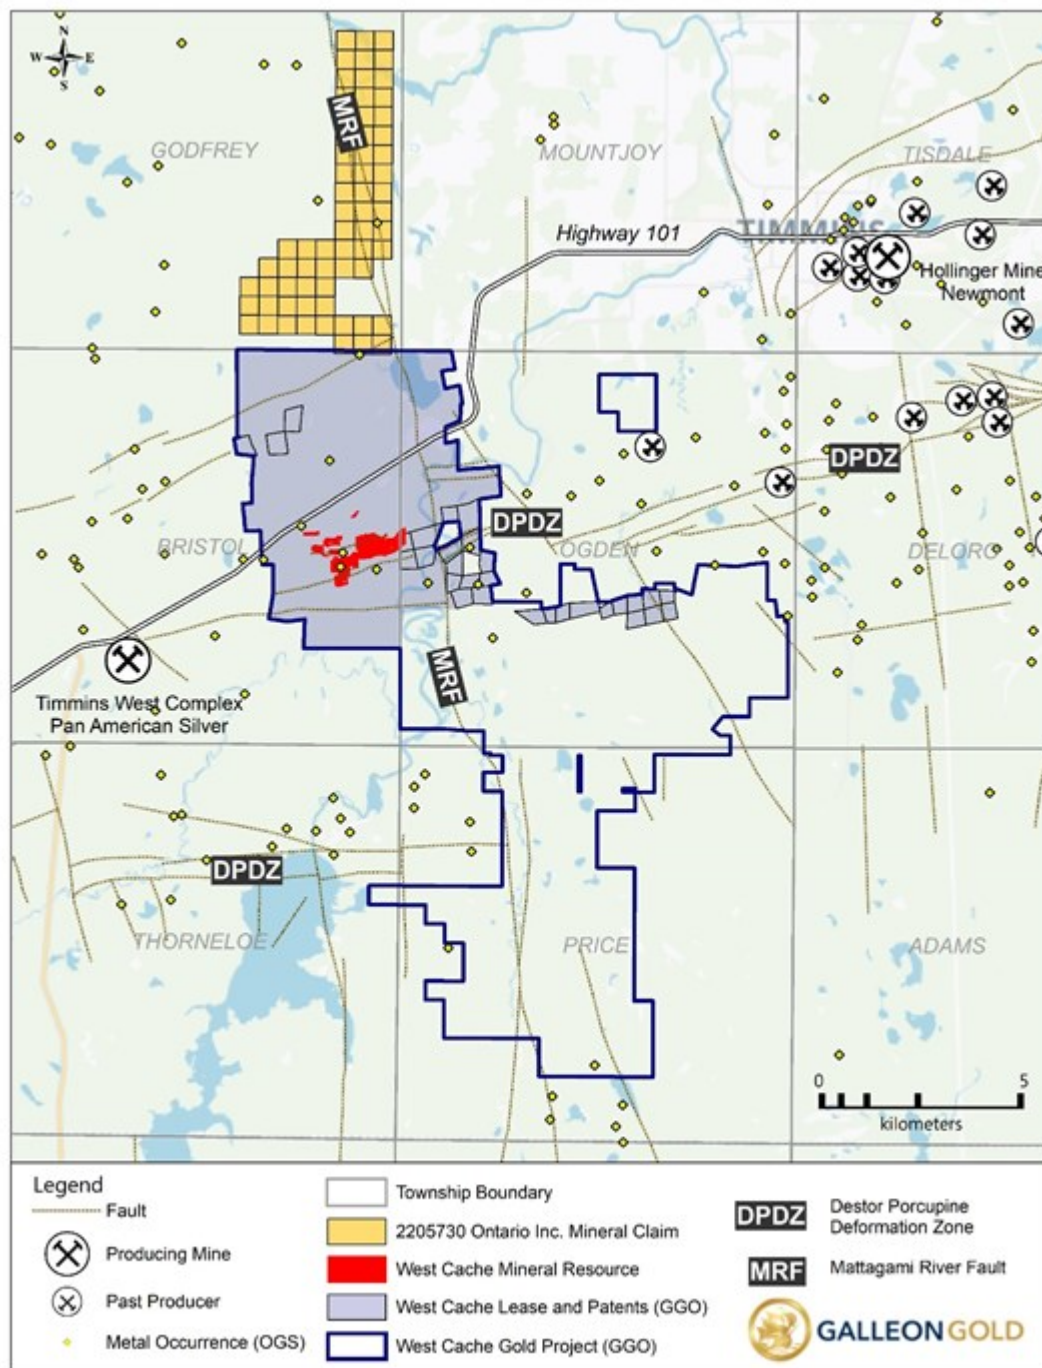 N
W E
S
MRF
GODFREY
MOUNTJOY
TISDALE
Highway 101
TIMMINS
Hollinger Mine
Newmont
DPDZ
DPDZ
BRISTOL
OGDEN
DELORO
MRF
Timmins West Complex
Pan American Silver
DPDZ
THORNELOE
PRICE
ADAMS
0 5
kilometers
Legend
Fault
Producing Mine
Past Producer
Metal Occurrence (OGS)
Township Boundary
2205730 Ontario Inc. Mineral Claim
West Cache Mineral Resource
West Cache Lease and Patents (GGO)
West Cache Gold Project (GGO)
DPDZ
Destor Porcupine
Deformation Zone
MRF
Mattagami River Fault
GALLEON GOLD